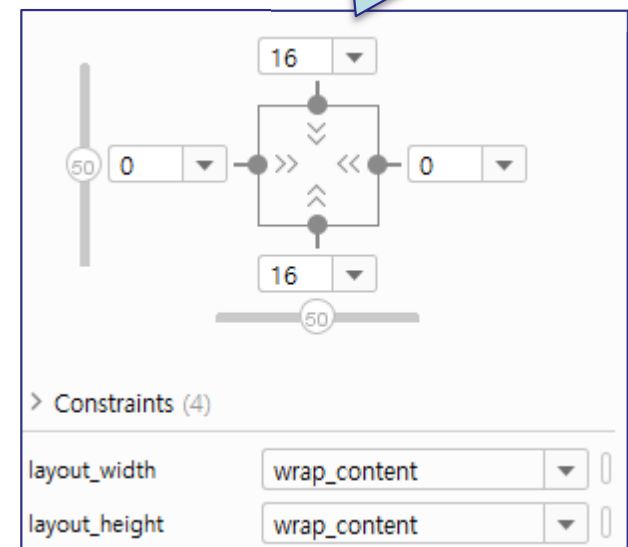 16
50
0
0
16
50
Constraints (4)
layout_width
wrap_content
layout_height
wrap_content